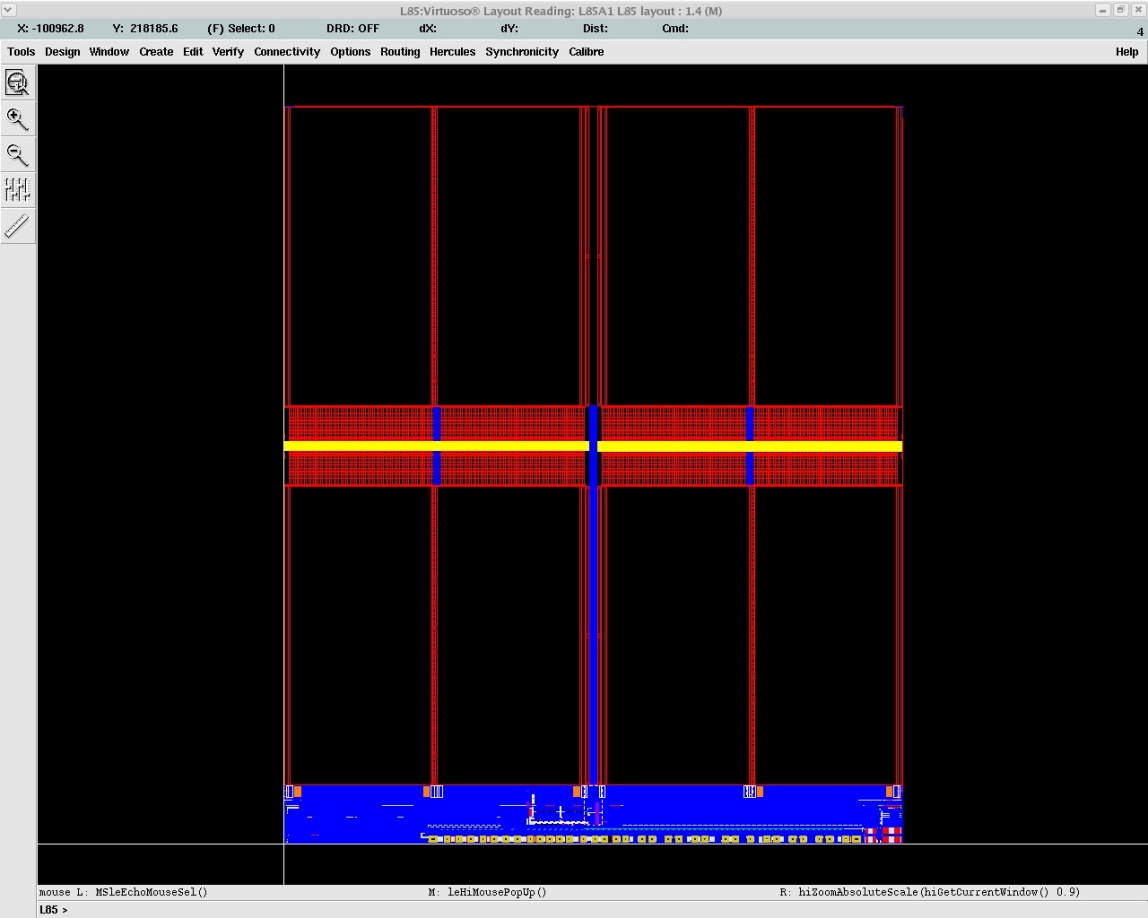 L85:Virtuoso® Layout Reading: L85A1 L85 layout : 1.4 (M)
X: -100962.8 Y: 218185.6 (F) Select: 0 DRD: OFF dX: dY: Dist: Cmd:
4
Tools Design Window Create Edit Verify Connectivity Options Routing Hercules Synchronicity Calibre Help
mouse L: MSleEchoMouseSel() M: leHiMousePopUp() R: hiZoomAbsoluteScale(hiGetCurrentWindow() 0.9)
L85 >